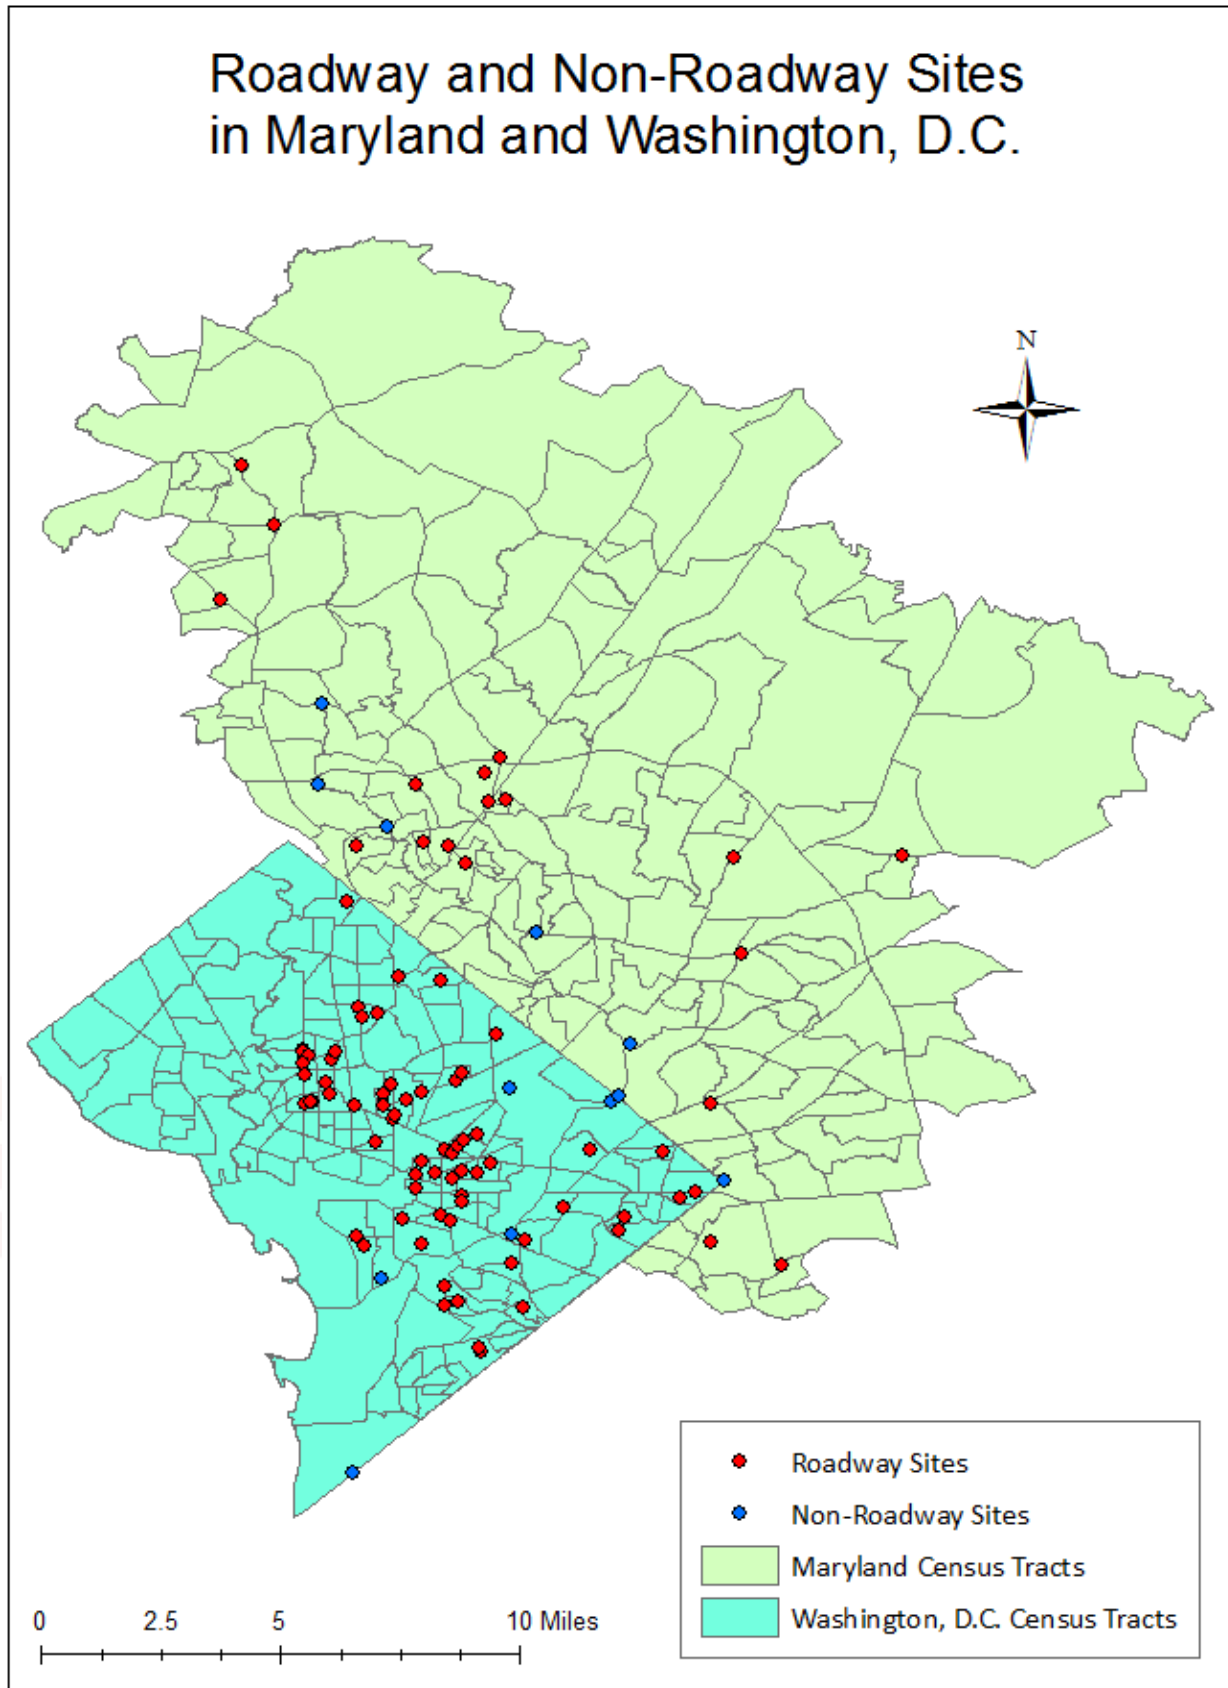 Roadway and Non-Roadway Sites
in Maryland and Washington, D.C.
N
Roadway Sites
Non-Roadway Sites
Maryland Census Tracts
Washington, D.C. Census Tracts
0 2.5 5 10 Miles